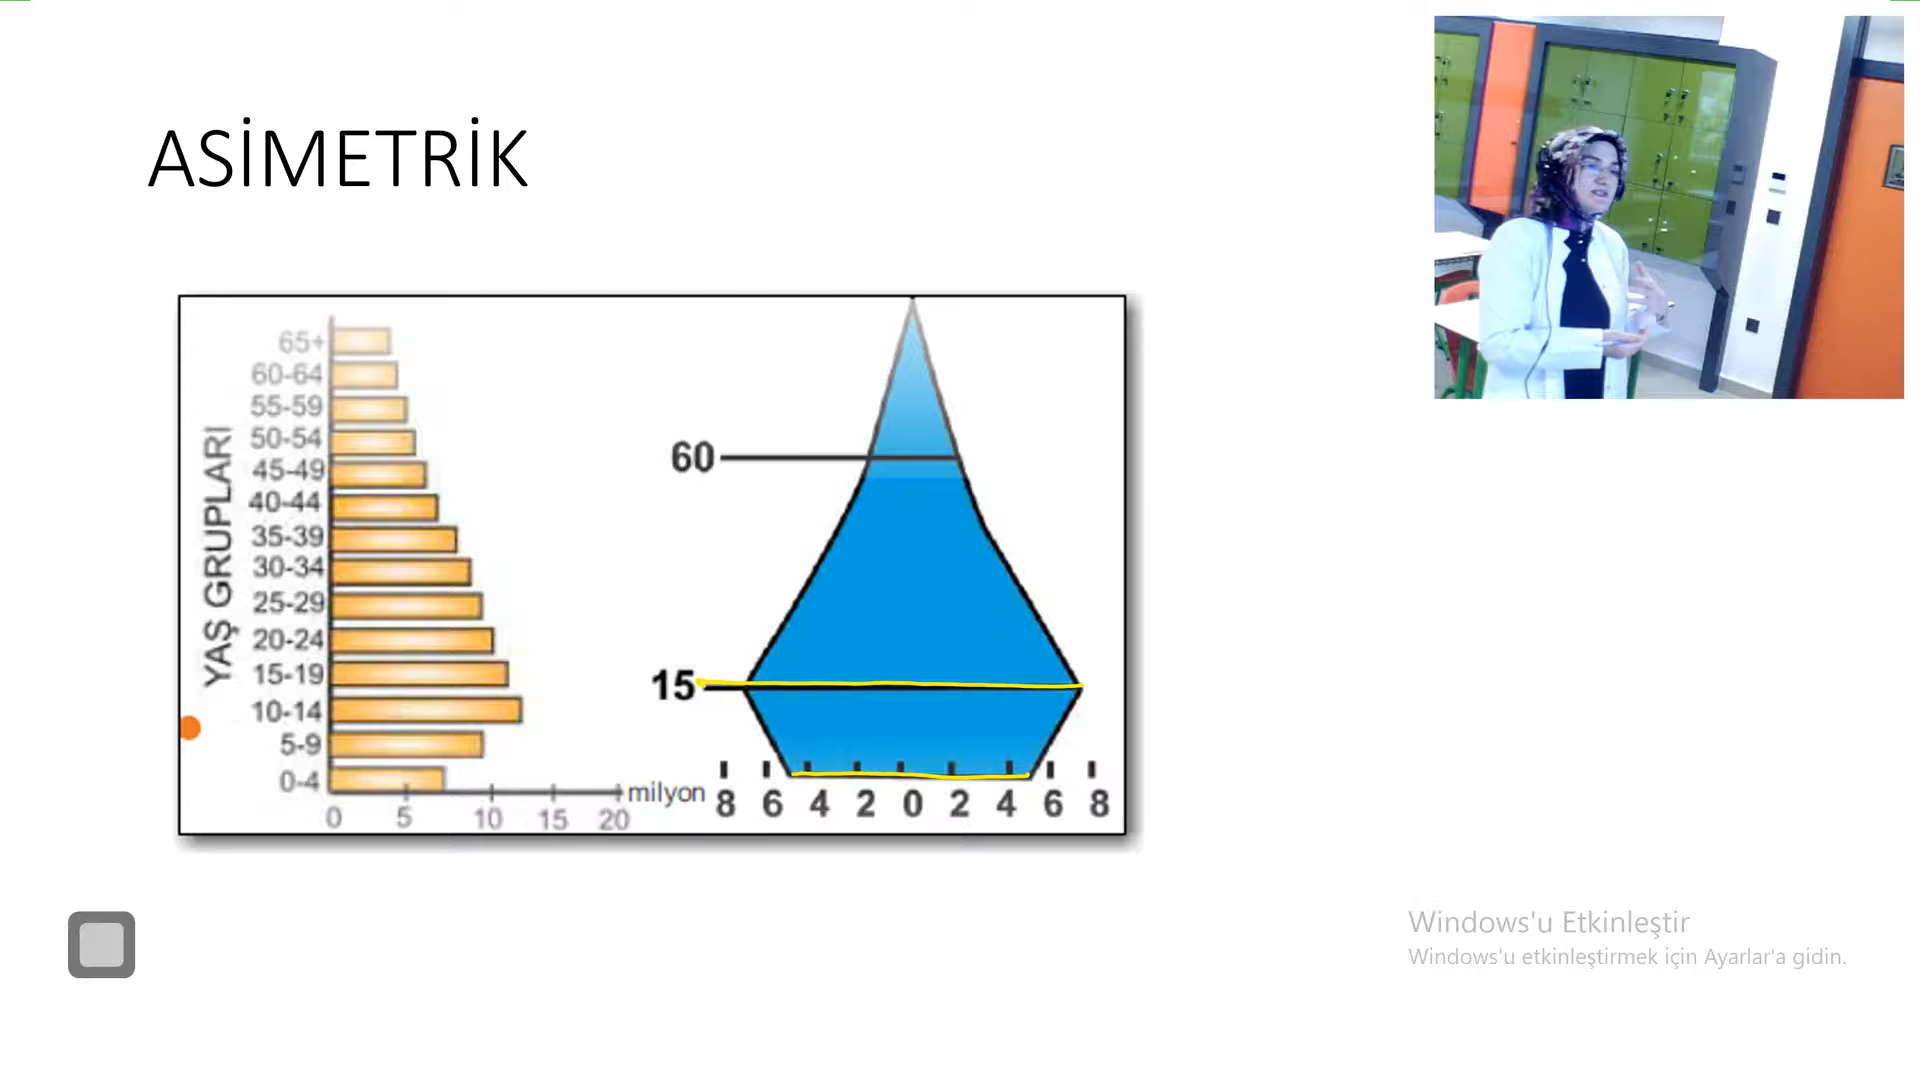 ASİMETRİK
YAŞ GRUPLARI
65+
60-64
55-59
50-54
45-49
40-44
35-39
30-34
25-29
20-24
15-19
10-14
5-9
0-4
0 5 10 15 20
milyon
60
15
8 6 4 2 0 2 4 6 8
Windows'u Etkinleştir
Windows'u etkinleştirmek için Ayarlar'a gidin.